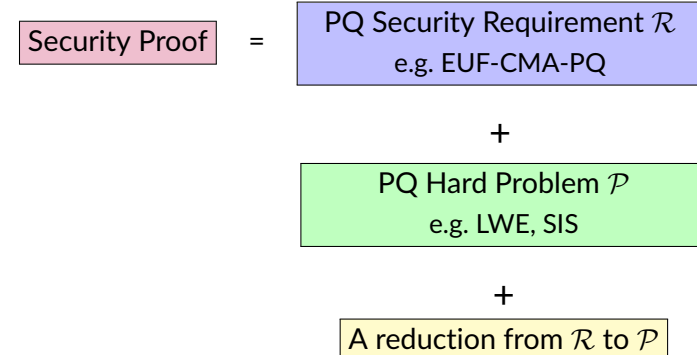 Security Proof = PQ Security Requirement ℛ
e.g. EUF-CMA-PQ
+
PQ Hard Problem 𝒫
e.g. LWE, SIS
+
A reduction from ℛ to 𝒫